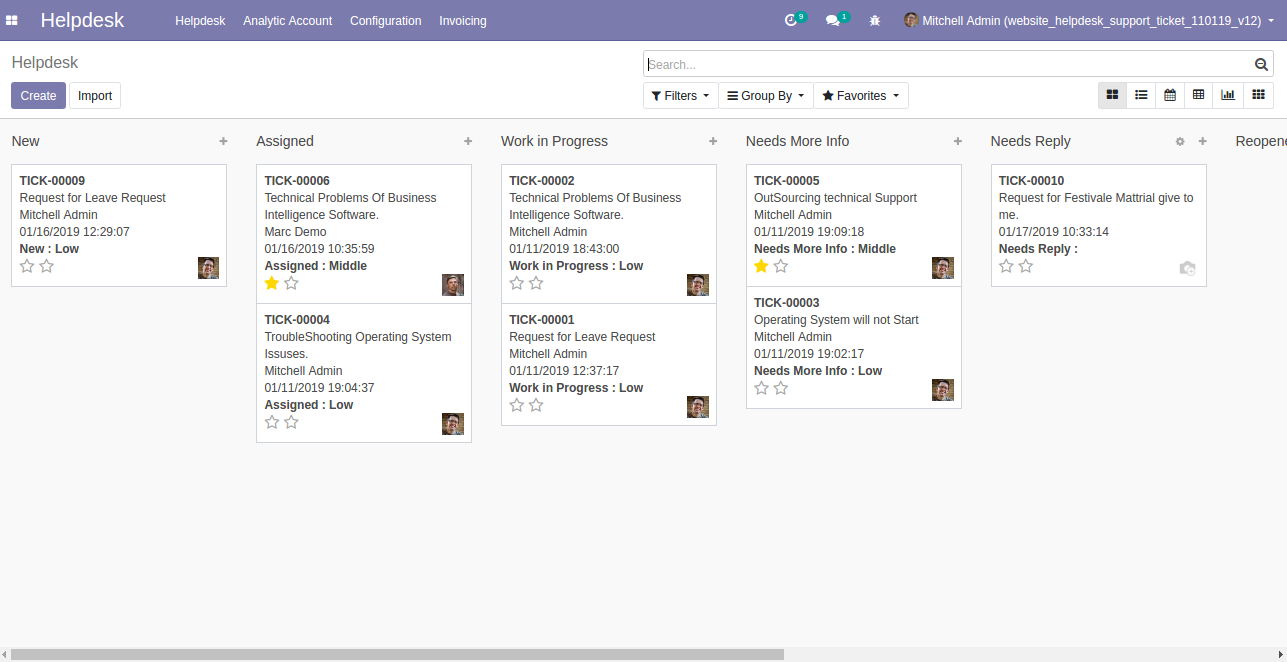 Helpdesk
Helpdesk Analytic Account Configuration Invoicing
9 1 Mitchell Admin (website_helpdesk_support_ticket_110119_v12)
Helpdesk
Search...
Create Import
Filters Group By Favorites
New
TICK-00009
Request for Leave Request
Mitchell Admin
01/16/2019 12:29:07
New : Low
Assigned
TICK-00006
Technical Problems Of Business
Intelligence Software.
Marc Demo
01/16/2019 10:35:59
Assigned : Middle
TICK-00004
TroubleShooting Operating System
Issuses.
Mitchell Admin
01/11/2019 19:04:37
Assigned : Low
Work in Progress
TICK-00002
Technical Problems Of Business
Intelligence Software.
Mitchell Admin
01/11/2019 18:43:00
Work in Progress : Low
TICK-00001
Request for Leave Request
Mitchell Admin
01/11/2019 12:37:17
Work in Progress : Low
Needs More Info
TICK-00005
OutSourcing technical Support
Mitchell Admin
01/11/2019 19:09:18
Needs More Info : Middle
TICK-00003
Operating System will not Start
Mitchell Admin
01/11/2019 19:02:17
Needs More Info : Low
Needs Reply
TICK-00010
Request for Festivale Mattrial give to
me.
01/17/2019 10:33:14
Needs Reply :
Reopene